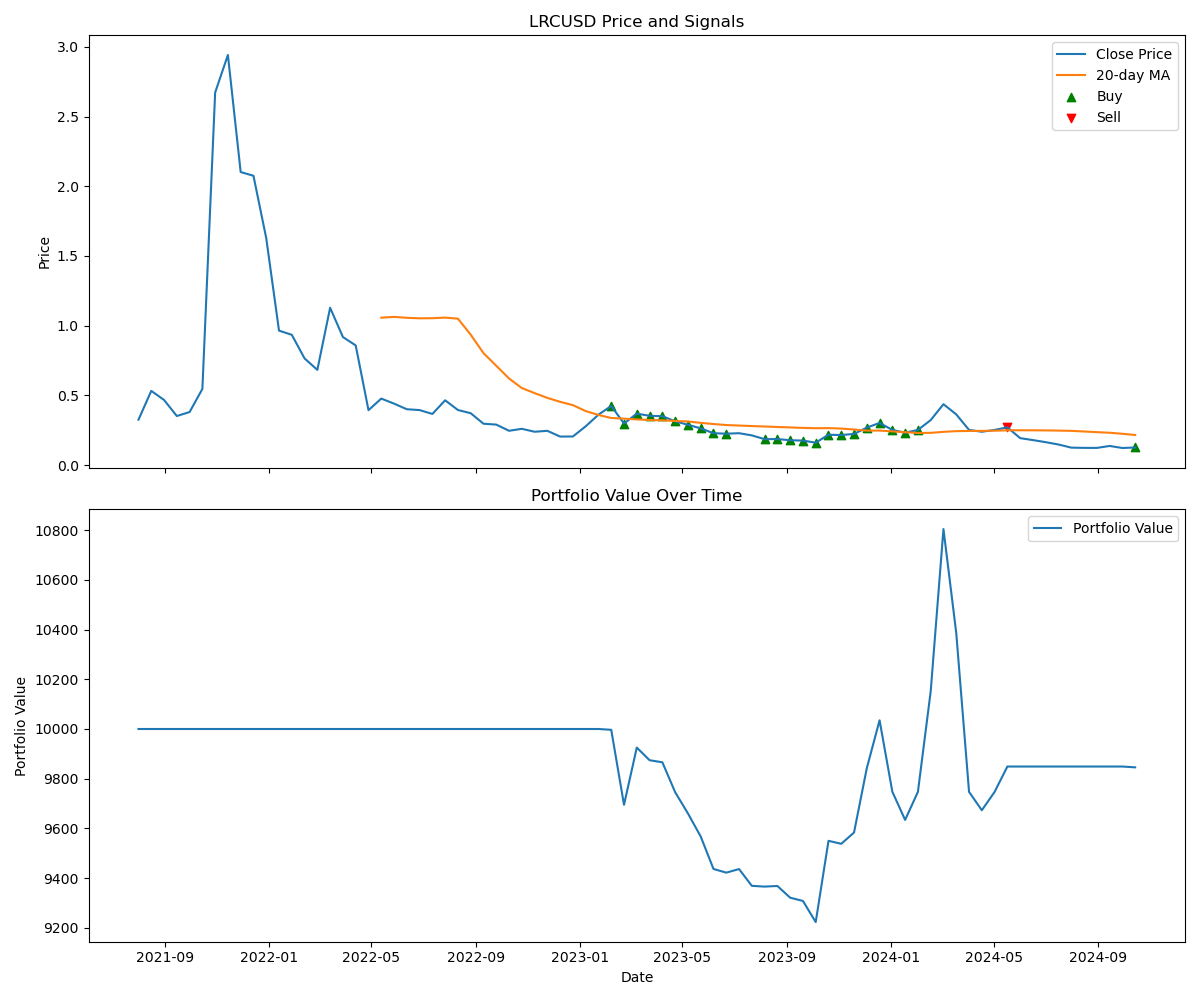 LRCUSD Price and Signals
3.0
2.5
2.0
1.5
1.0
0.5
0.0
Price
Close Price
20-day MA
Buy
Sell
Portfolio Value Over Time
10800
10600
10400
10200
10000
9800
9600
9400
9200
Portfolio Value
Portfolio Value
2021-09 2022-01 2022-05 2022-09 2023-01 2023-05 2023-09 2024-01 2024-05 2024-09
Date